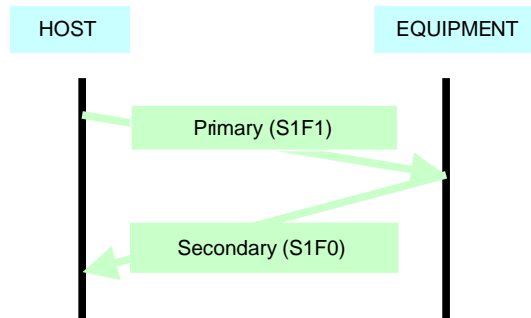 HOST
EQUIPMENT
Primary (S1F1)
Secondary (S1F0)